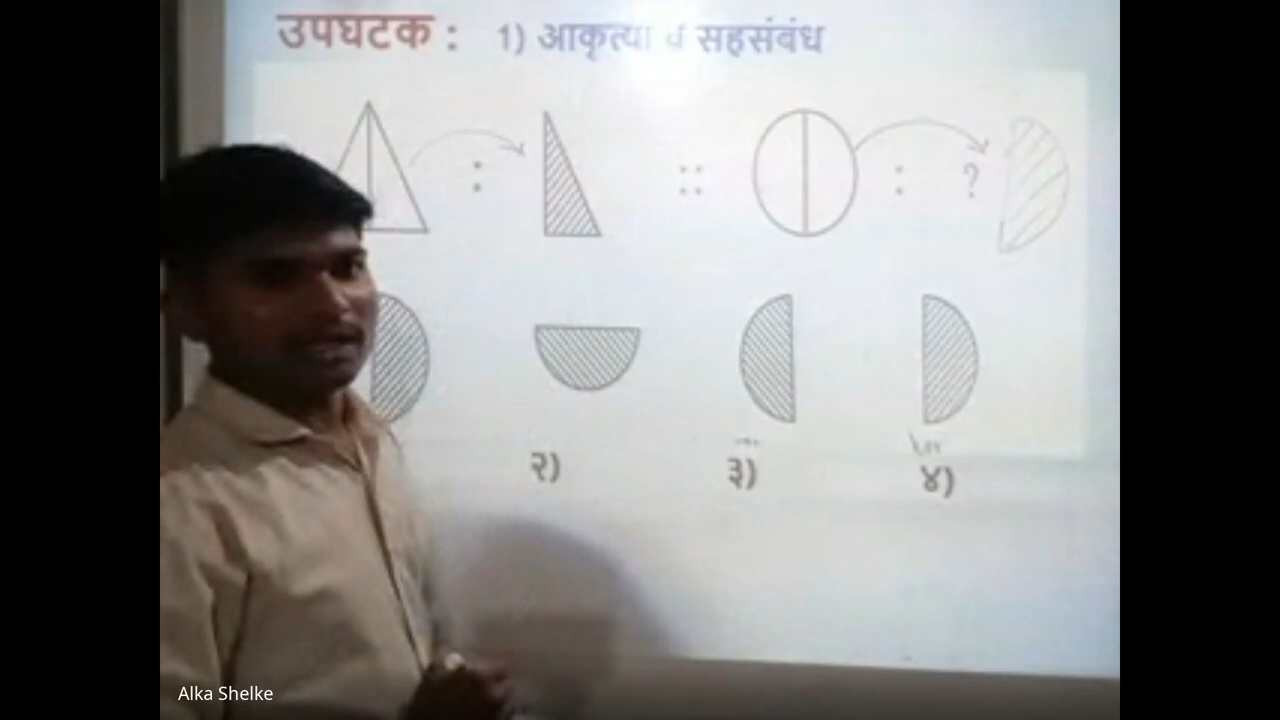 उपघटक : 1) आकृत्या व सहसंबंध
: :: : ?
२) ३) ४)
Alka Shelke